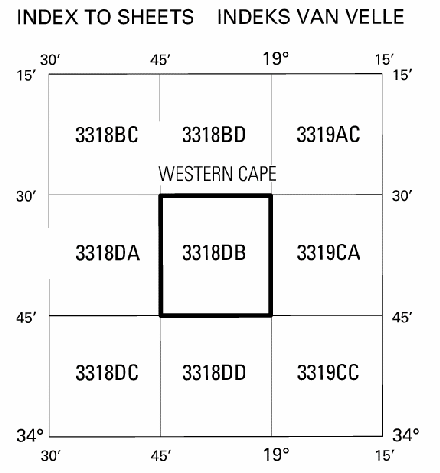 INDEX TO SHEETS INDEKS VAN VELLE
30′ 45′ 19° 15′
15′ 15′
3318BC 3318BD 3319AC
WESTERN CAPE
30′ 30′
3318DA 3318DB 3319CA
45′ 45′
3318DC 3318DD 3319CC
34° 34°
30′ 45′ 19° 15′